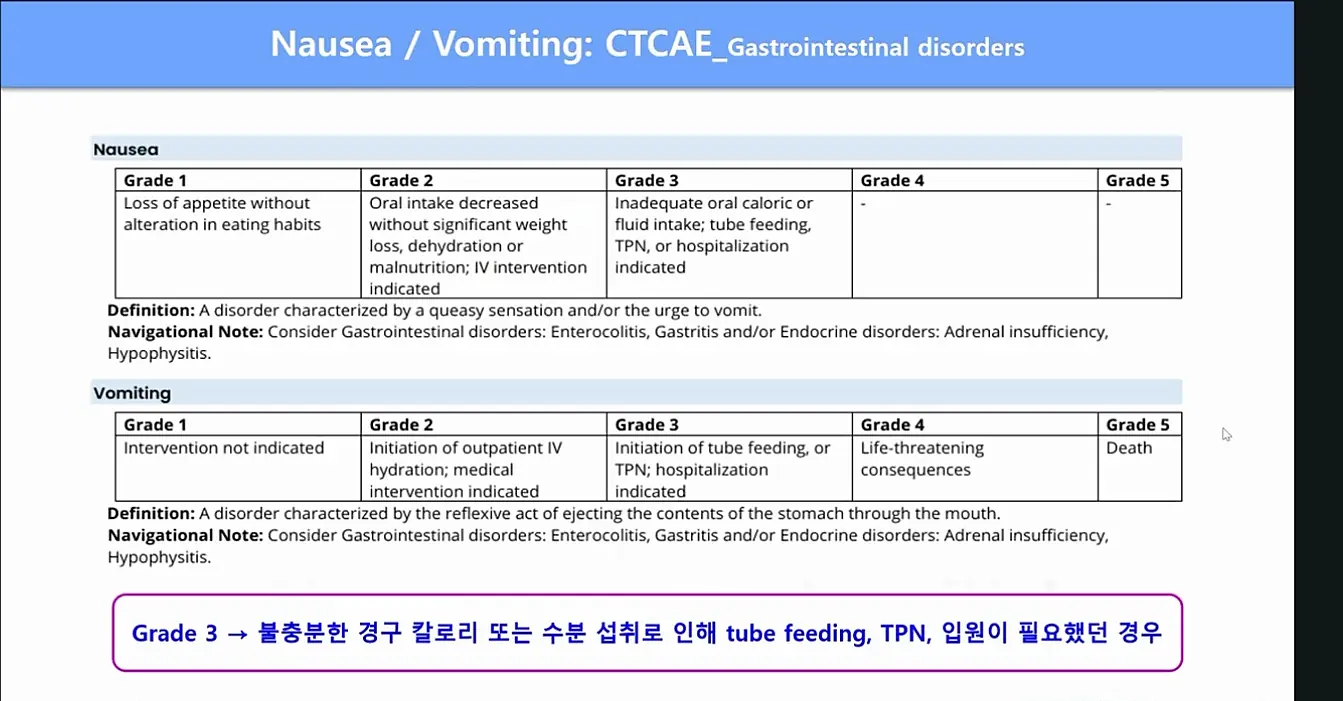 Nausea / Vomiting: CTCAE_Gastrointestinal disorders
Nausea
Grade 1 Grade 2 Grade 3 Grade 4 Grade 5
Loss of appetite without
alteration in eating habits
Oral intake decreased
without significant weight
loss, dehydration or
malnutrition; IV intervention
indicated
Inadequate oral caloric or
fluid intake; tube feeding,
TPN, or hospitalization
indicated
-
-
Definition: A disorder characterized by a queasy sensation and/or the urge to vomit.
Navigational Note: Consider Gastrointestinal disorders: Enterocolitis, Gastritis and/or Endocrine disorders: Adrenal insufficiency,
Hypophysitis.
Vomiting
Grade 1 Grade 2 Grade 3 Grade 4 Grade 5
Intervention not indicated
Initiation of outpatient IV
hydration; medical
intervention indicated
Initiation of tube feeding, or
TPN; hospitalization
indicated
Life-threatening
consequences
Death
Definition: A disorder characterized by the reflexive act of ejecting the contents of the stomach through the mouth.
Navigational Note: Consider Gastrointestinal disorders: Enterocolitis, Gastritis and/or Endocrine disorders: Adrenal insufficiency,
Hypophysitis.
Grade 3 → 불충분한 경구 칼로리 또는 수분 섭취로 인해 tube feeding, TPN, 입원이 필요했던 경우